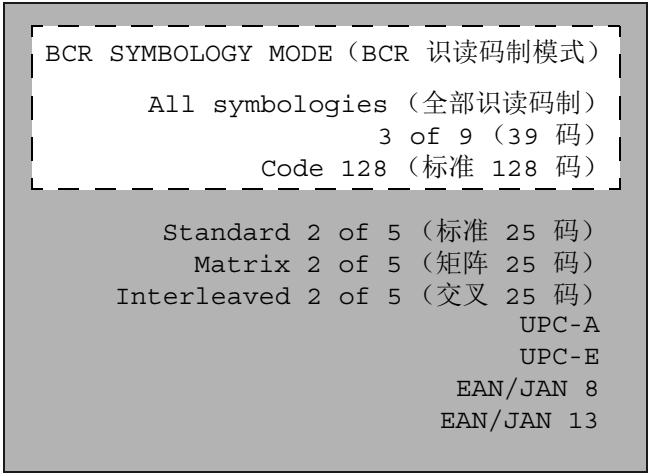 BCR SYMBOLOGY MODE（BCR 识读码制模式）
All symbologies（全部识读码制）
3 of 9（39 码）
Code 128（标准 128 码）
Standard 2 of 5（标准 25 码）
Matrix 2 of 5（矩阵 25 码）
Interleaved 2 of 5（交叉 25 码）
UPC-A
UPC-E
EAN/JAN 8
EAN/JAN 13